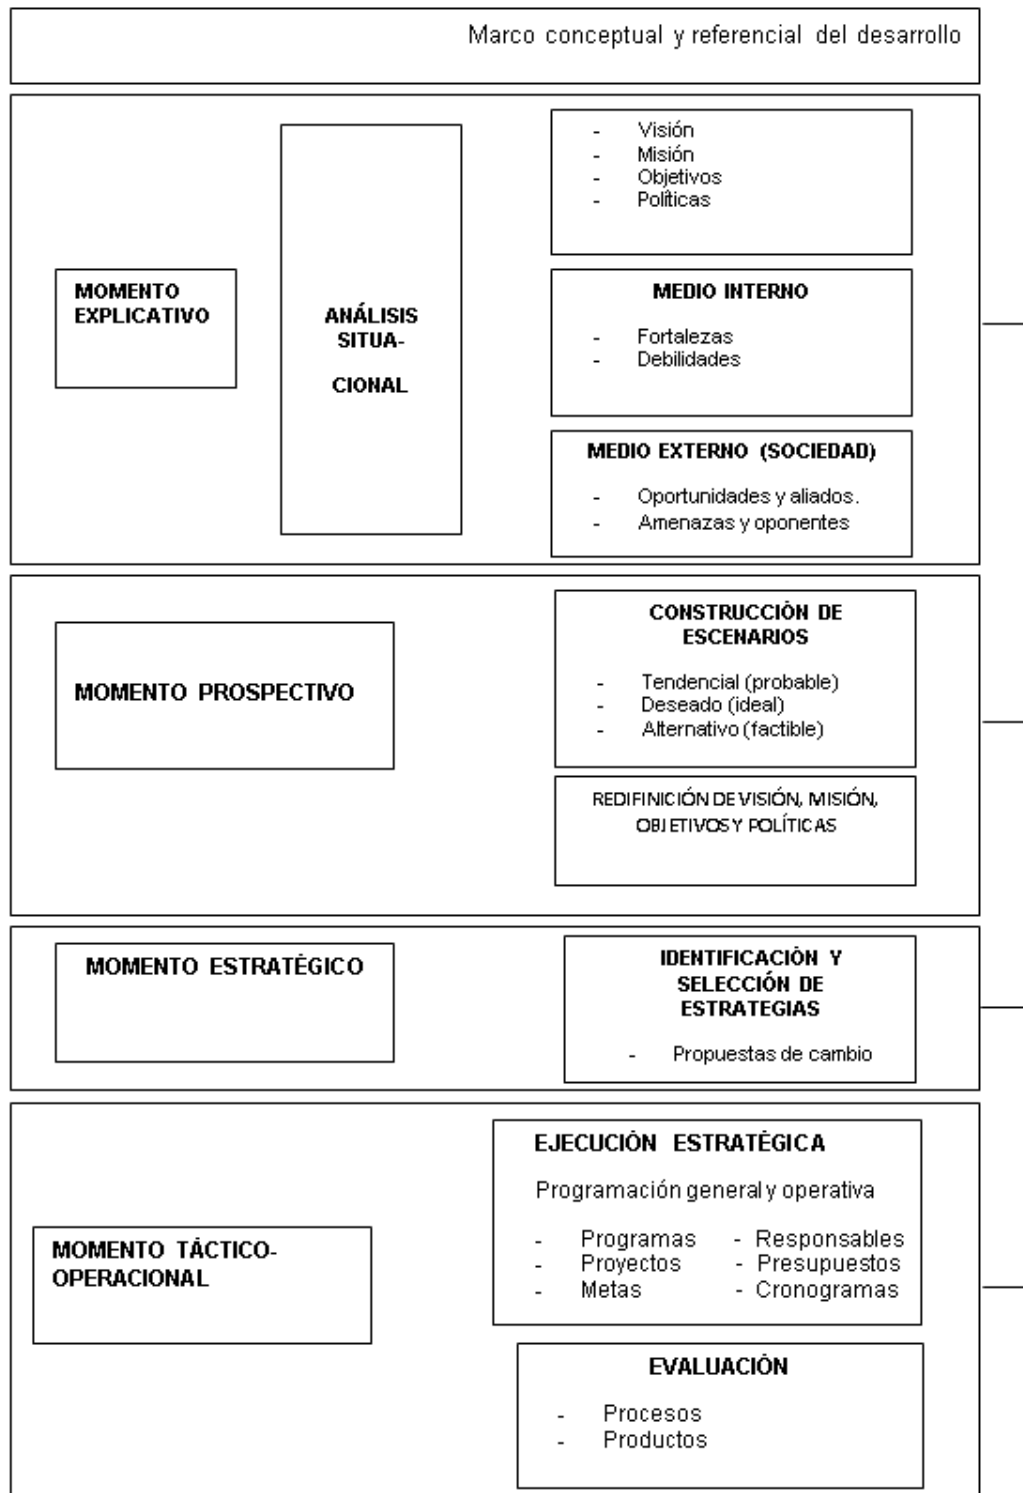 Marco conceptual y referencial del desarrollo
- Visión
- Misión
- Objetivos
- Políticas
MOMENTO
EXPLICATIVO
ANÁLISIS
SITUA-
CIONAL
MEDIO INTERNO
- Fortalezas
- Debilidades
MEDIO EXTERNO (SOCIEDAD)
- Oportunidades y aliados.
- Amenazas y oponentes
MOMENTO PROSPECTIVO
CONSTRUCCIÓN DE
ESCENARIOS
- Tendencial (probable)
- Deseado (ideal)
- Alternativo (factible)
REDIFINICIÓN DE VISIÓN, MISIÓN,
OBJETIVOS Y POLÍTICAS
MOMENTO ESTRATÉGICO
IDENTIFICACIÓN Y
SELECCIÓN DE
ESTRATEGIAS
- Propuestas de cambio
MOMENTO TÁCTICO-
OPERACIONAL
EJECUCIÓN ESTRATÉGICA
Programación general y operativa
- Programas - Responsables
- Proyectos - Presupuestos
- Metas - Cronogramas
EVALUACIÓN
- Procesos
- Productos